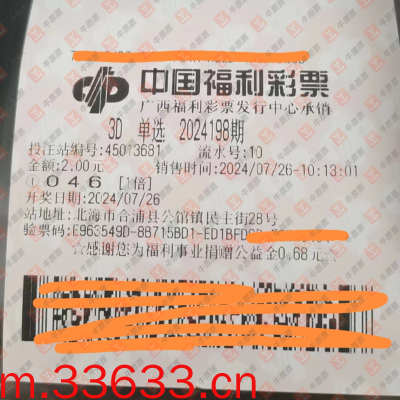 中国福利彩票
广西福利彩票发行中心承销
3D 单选 2024198期
投注站编号:45013681 流水号:10
金额:2.00元 销售时间:2024/07/26-10:13:01
① 046 [1倍]
开奖日期:2024/07/26
站地址:北海市合浦县公馆镇民主街28号
验票码:E963549D-88715BD1-ED1BFD
☆感谢您为福利事业捐赠公益金0.68元☆
m.33633.cn